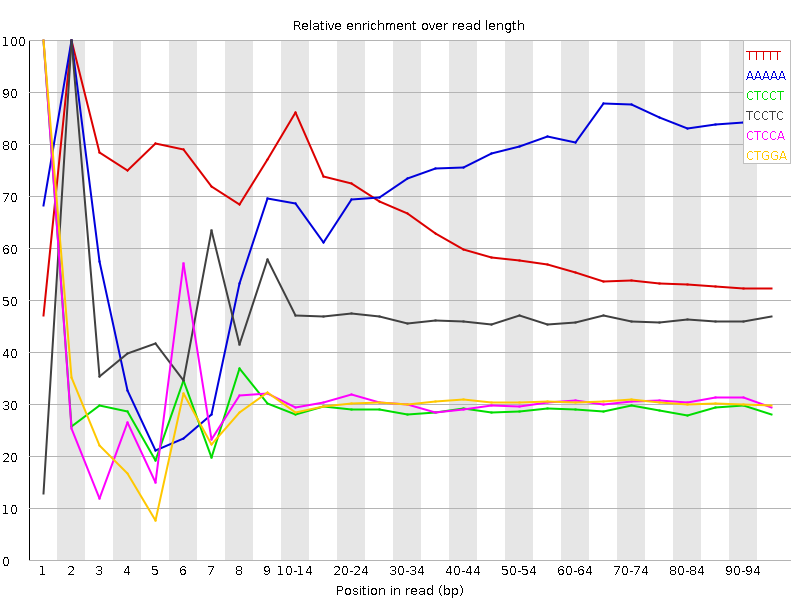 Relative enrichment over read length
100
90
80
70
60
50
40
30
20
10
0
TTTTT
AAAAA
CTCCT
TCCTC
CTCCA
CTGGA
1 2 3 4 5 6 7 8 9 10-14 20-24 30-34 40-44 50-54 60-64 70-74 80-84 90-94
Position in read (bp)